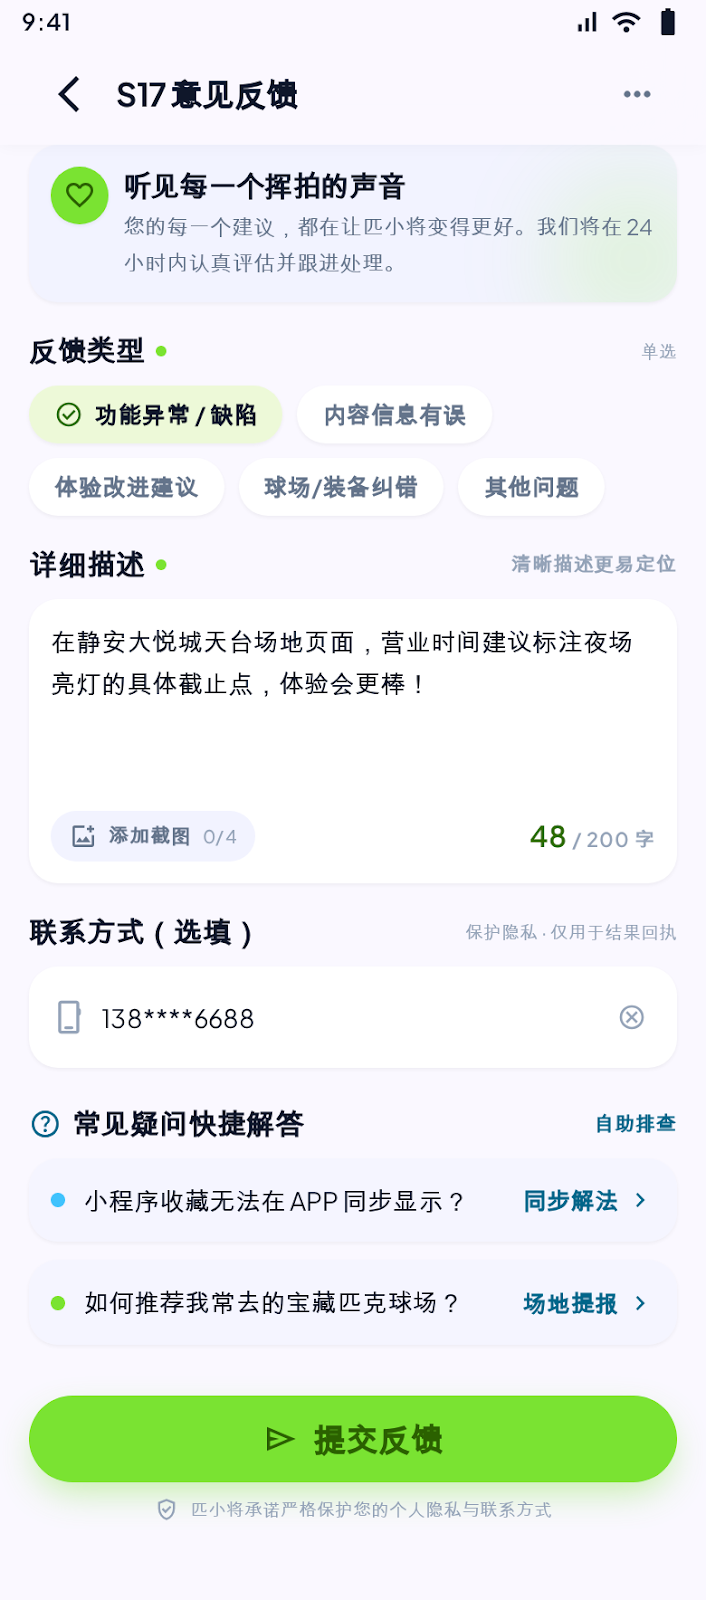 9:41
S17意见反馈
听见每一个挥拍的声音
您的每一个建议，都在让匹小将变得更好。我们将在24
小时内认真评估并跟进处理。
反馈类型
单选
功能异常/缺陷
内容信息有误
体验改进建议
球场/装备纠错
其他问题
详细描述
清晰描述更易定位
在静安大悦城天台场地页面，营业时间建议标注夜场
亮灯的具体截止点，体验会更棒！
添加截图 0/4
48 / 200 字
联系方式（选填）
保护隐私·仅用于结果回执
138****6688
常见疑问快捷解答
自助排查
小程序收藏无法在APP同步显示？
同步解法
如何推荐我常去的宝藏匹克球场？
场地提报
提交反馈
匹小将承诺严格保护您的个人隐私与联系方式